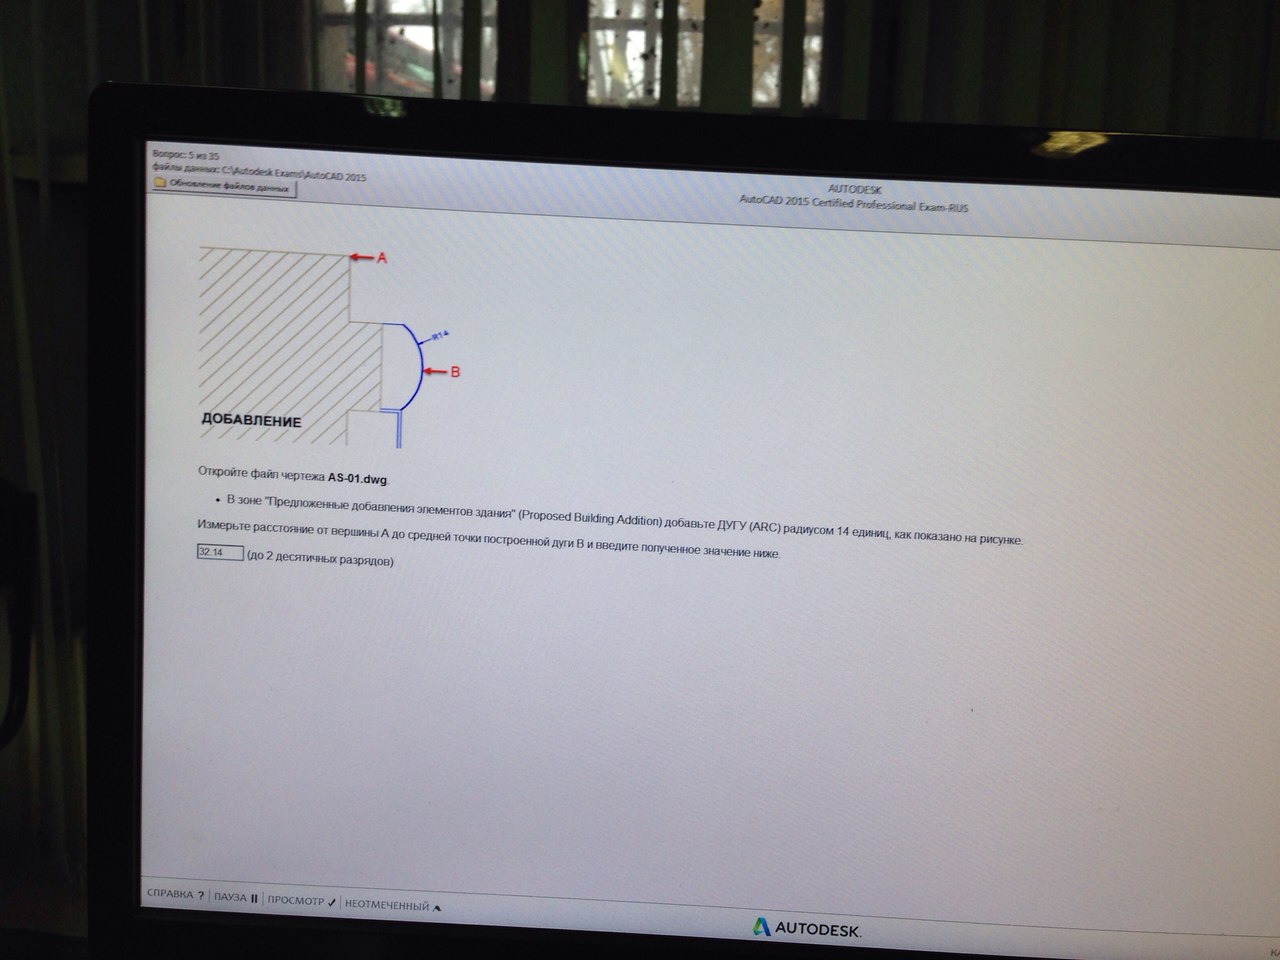 Вопрос: 5 из 35
файлы данных: C:\Autodesk Exams\AutoCAD 2015
Обновление файлов данных
AUTODESK
AutoCAD 2015 Certified Professional Exam-RUS
A
R14
B
ДОБАВЛЕНИЕ
Откройте файл чертежа AS-01.dwg.
• В зоне "Предложенные добавления элементов здания" (Proposed Building Addition) добавьте ДУГУ (ARC) радиусом 14 единиц, как показано на рисунке.
Измерьте расстояние от вершины A до средней точки построенной дуги B и введите полученное значение ниже.
32.14 (до 2 десятичных разрядов)
СПРАВКА ? ПАУЗА ПРОСМОТР НЕОТМЕЧЕННЫЙ
AUTODESK.